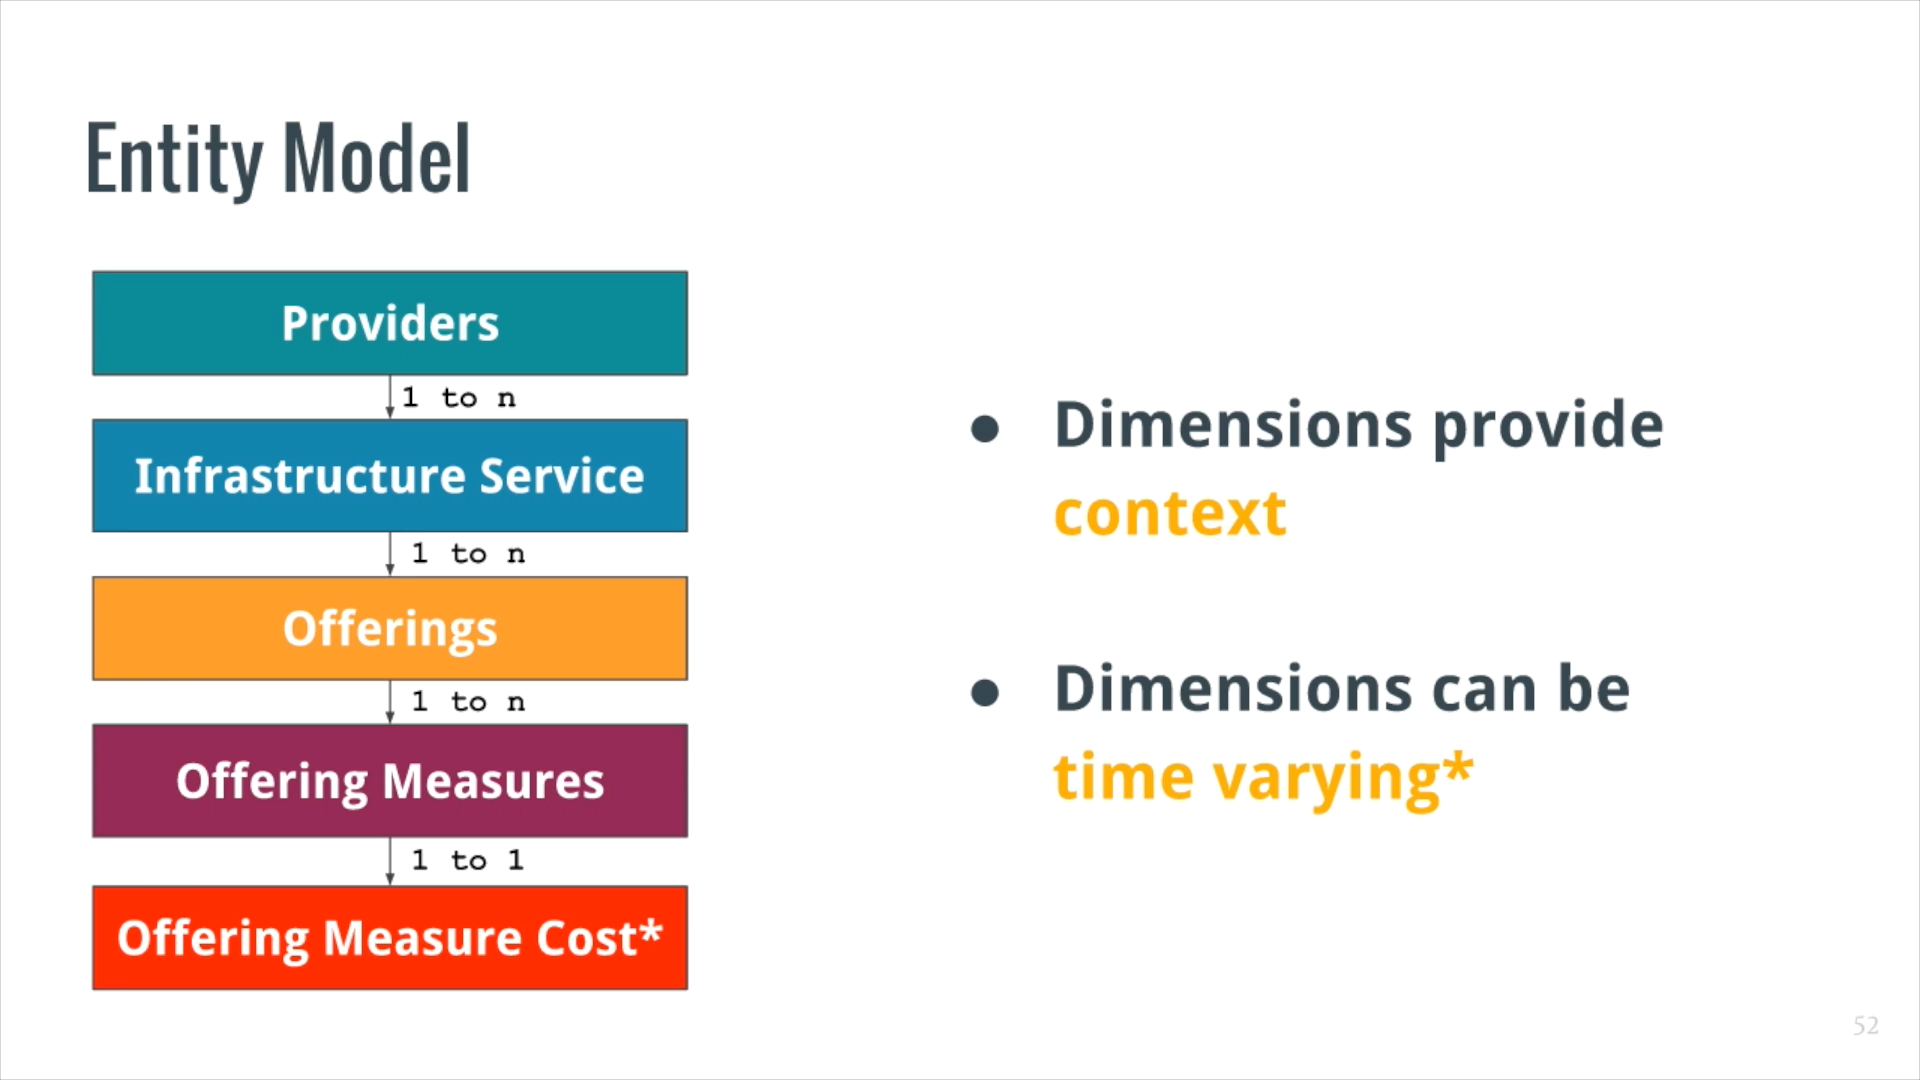 Entity Model
Providers
1 to n
Infrastructure Service
1 to n
Offerings
1 to n
Offering Measures
1 to 1
Offering Measure Cost*
● Dimensions provide
context
● Dimensions can be
time varying*
52